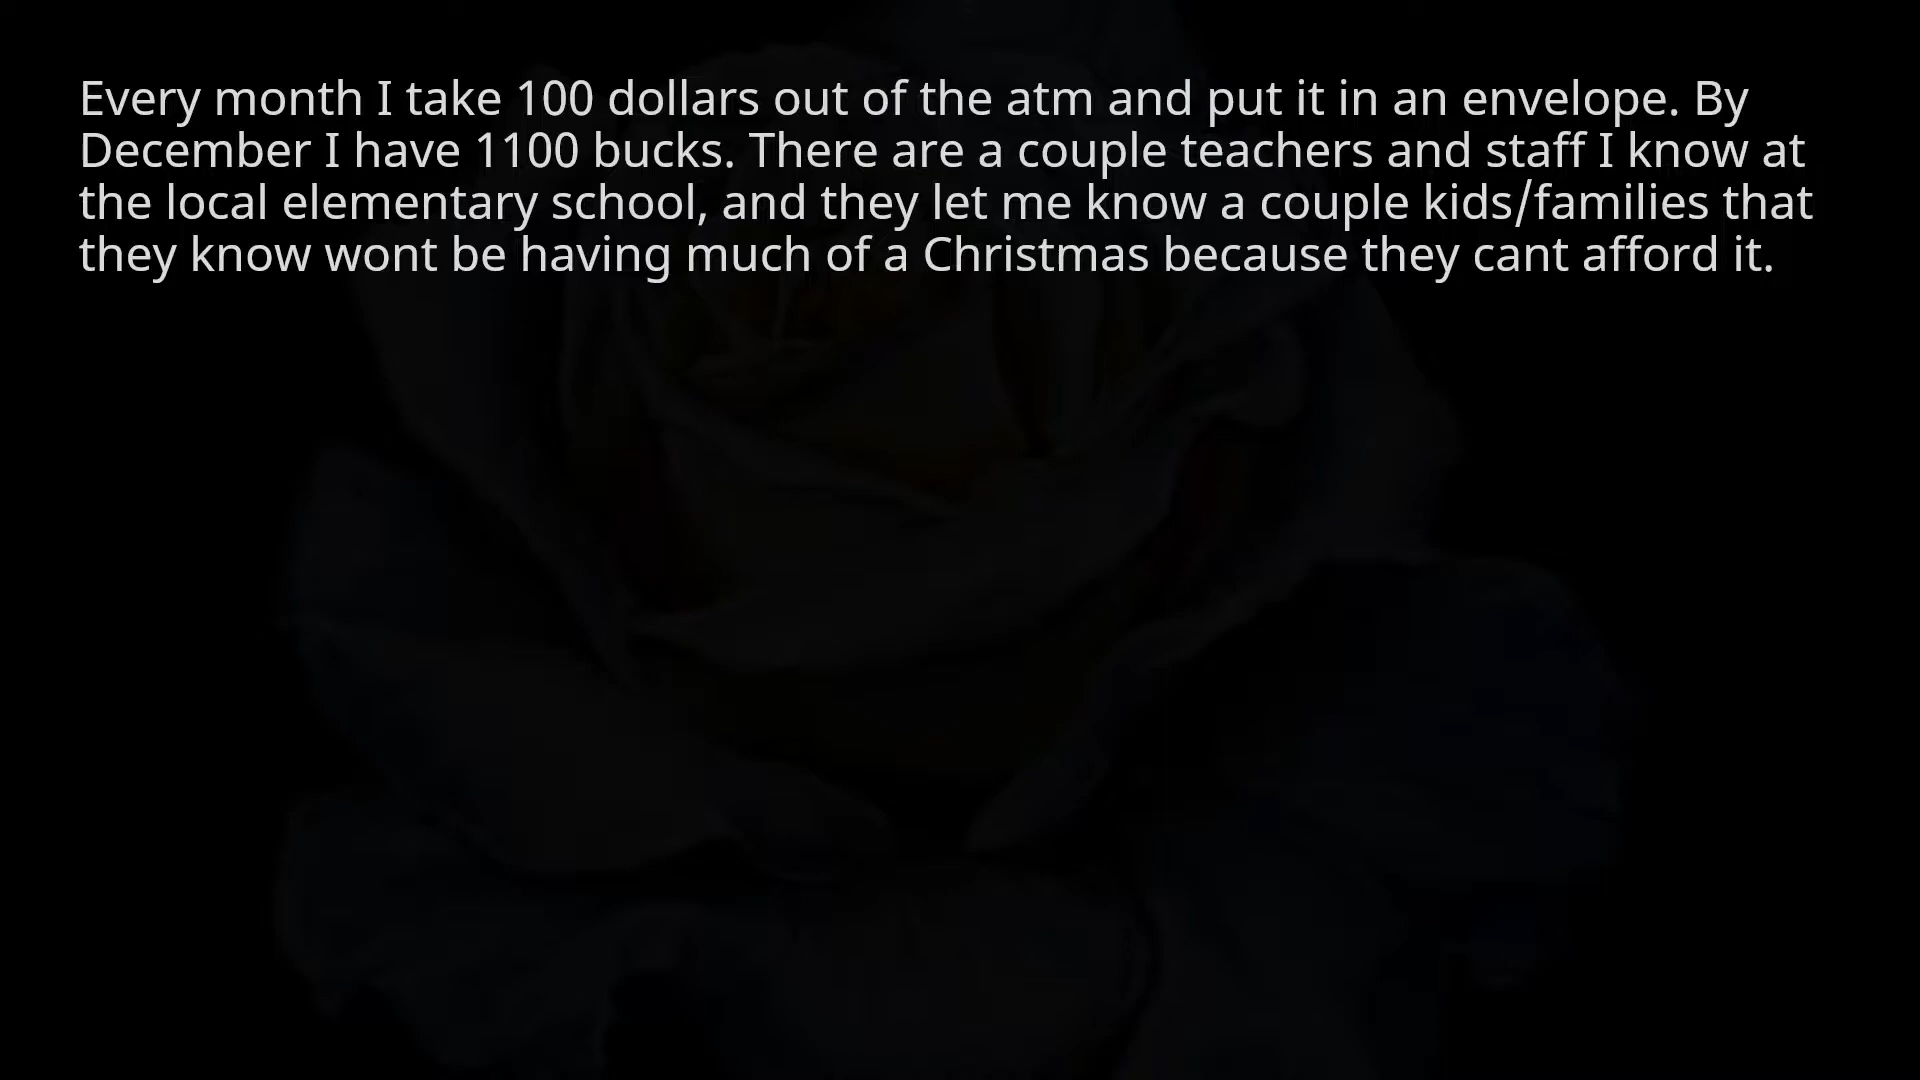 Every month I take 100 dollars out of the atm and put it in an envelope. By
December I have 1100 bucks. There are a couple teachers and staff I know at
the local elementary school, and they let me know a couple kids/families that
they know wont be having much of a Christmas because they cant afford it.